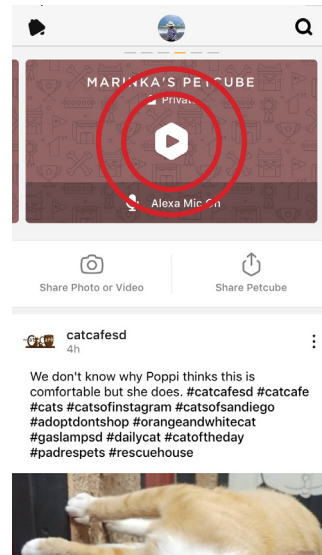 MARINKA'S PETCUBE
Private
Alexa Mic On
Share Photo or Video
Share Petcube
catcafesd
4h
We don't know why Poppi thinks this is
comfortable but she does. #catcafesd #catcafe
#cats #catsofinstagram #catsofsandiego
#adoptdontshop #orangeandwhitecat
#gaslampsd #dailycat #catoftheday
#padrespets #rescuehouse